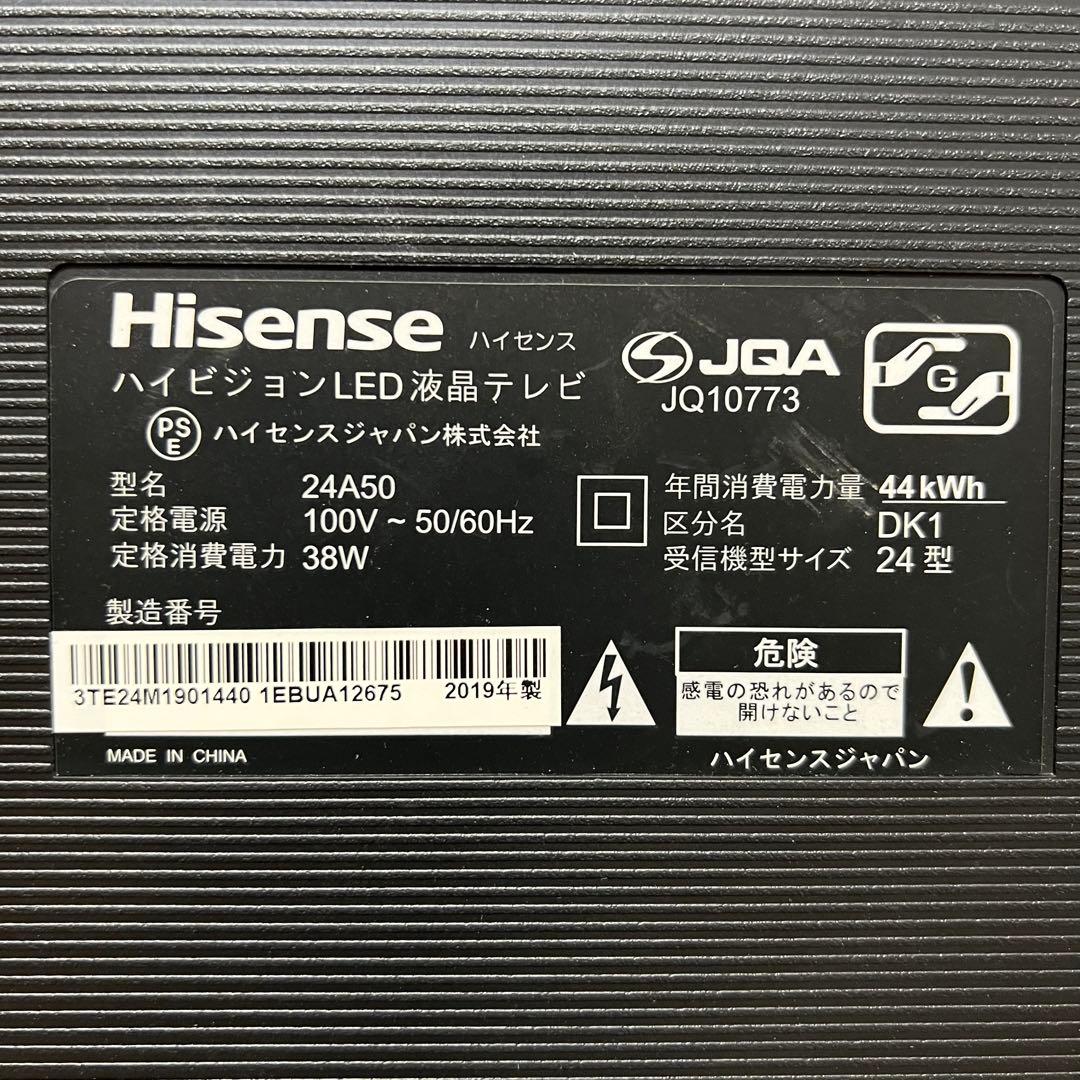 Hisense ハイセンス
ハイビジョンLED液晶テレビ
PSE ハイセンスジャパン株式会社
JQA
JQ10773
G
型名 24A50
定格電源 100V ~ 50/60Hz
定格消費電力 38W
年間消費電力量 44kWh
区分名 DK1
受信機型サイズ 24型
製造番号
3TE24M1901440 1EBUA12675 2019年製
MADE IN CHINA
危険
感電の恐れがあるので
開けないこと
ハイセンスジャパン